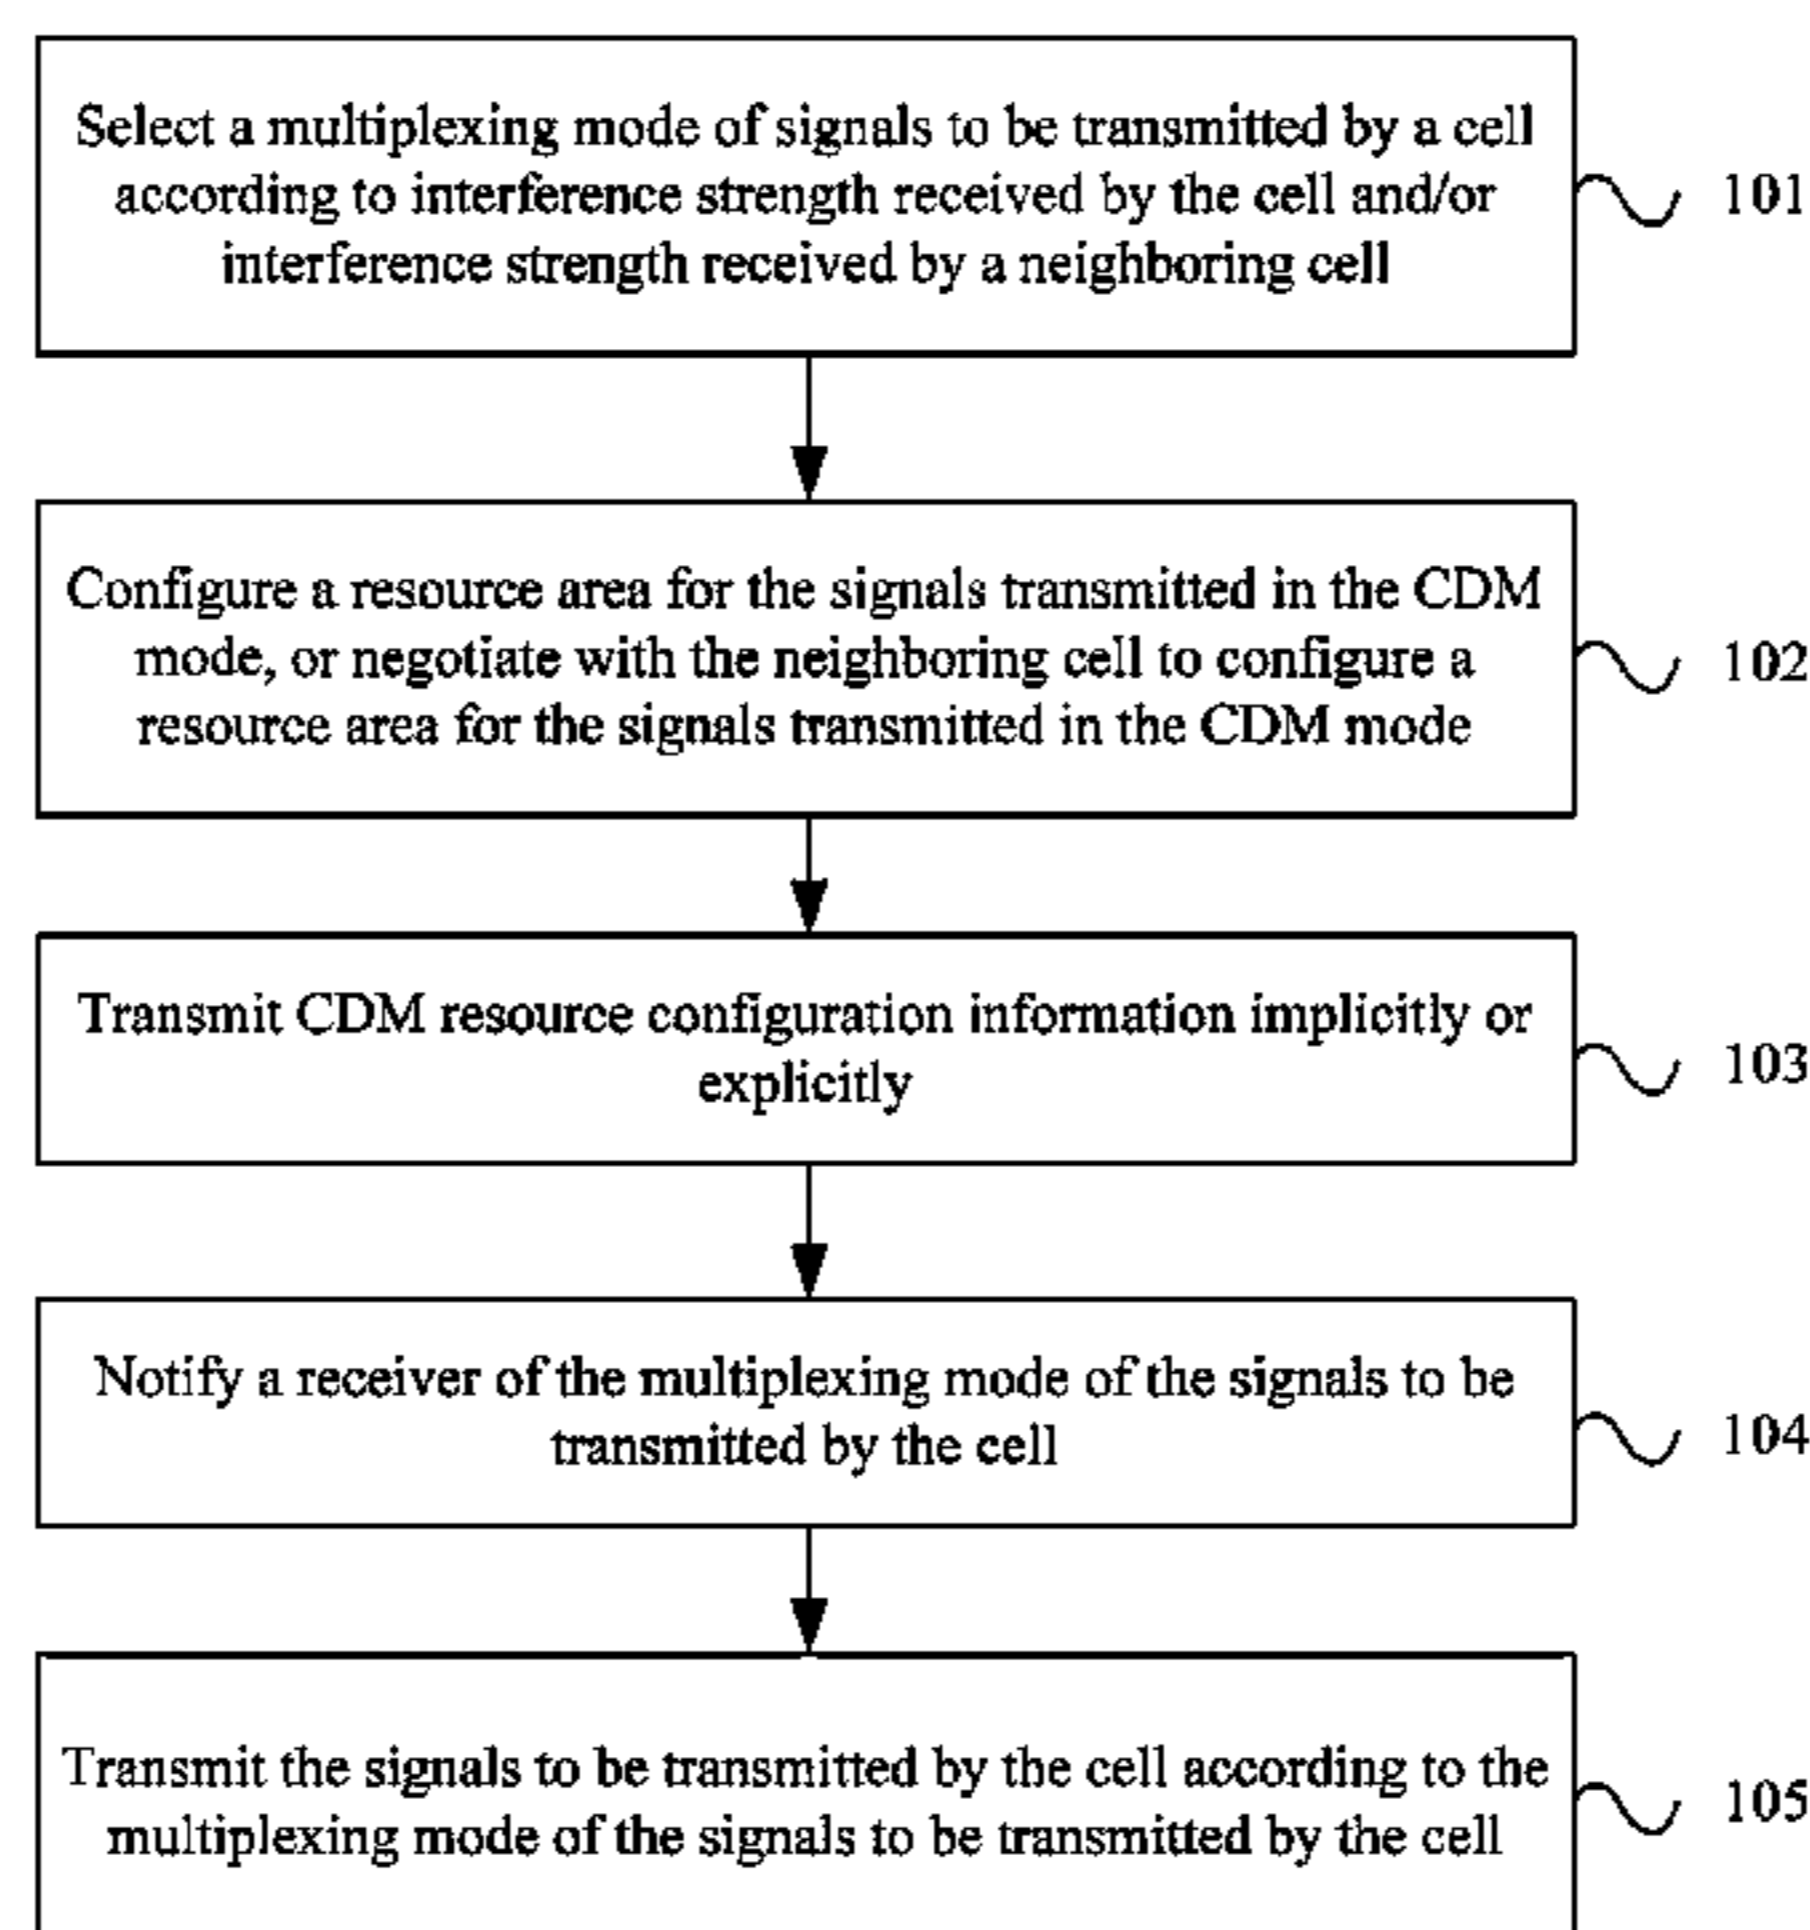 Select a multiplexing mode of signals to be transmitted by a cell
according to interference strength received by the cell and/or
interference strength received by a neighboring cell
101
Configure a resource area for the signals transmitted in the CDM
mode, or negotiate with the neighboring cell to configure a
resource area for the signals transmitted in the CDM mode
102
Transmit CDM resource configuration information implicitly or
explicitly
103
Notify a receiver of the multiplexing mode of the signals to be
transmitted by the cell
104
Transmit the signals to be transmitted by the cell according to the
multiplexing mode of the signals to be transmitted by the cell
105